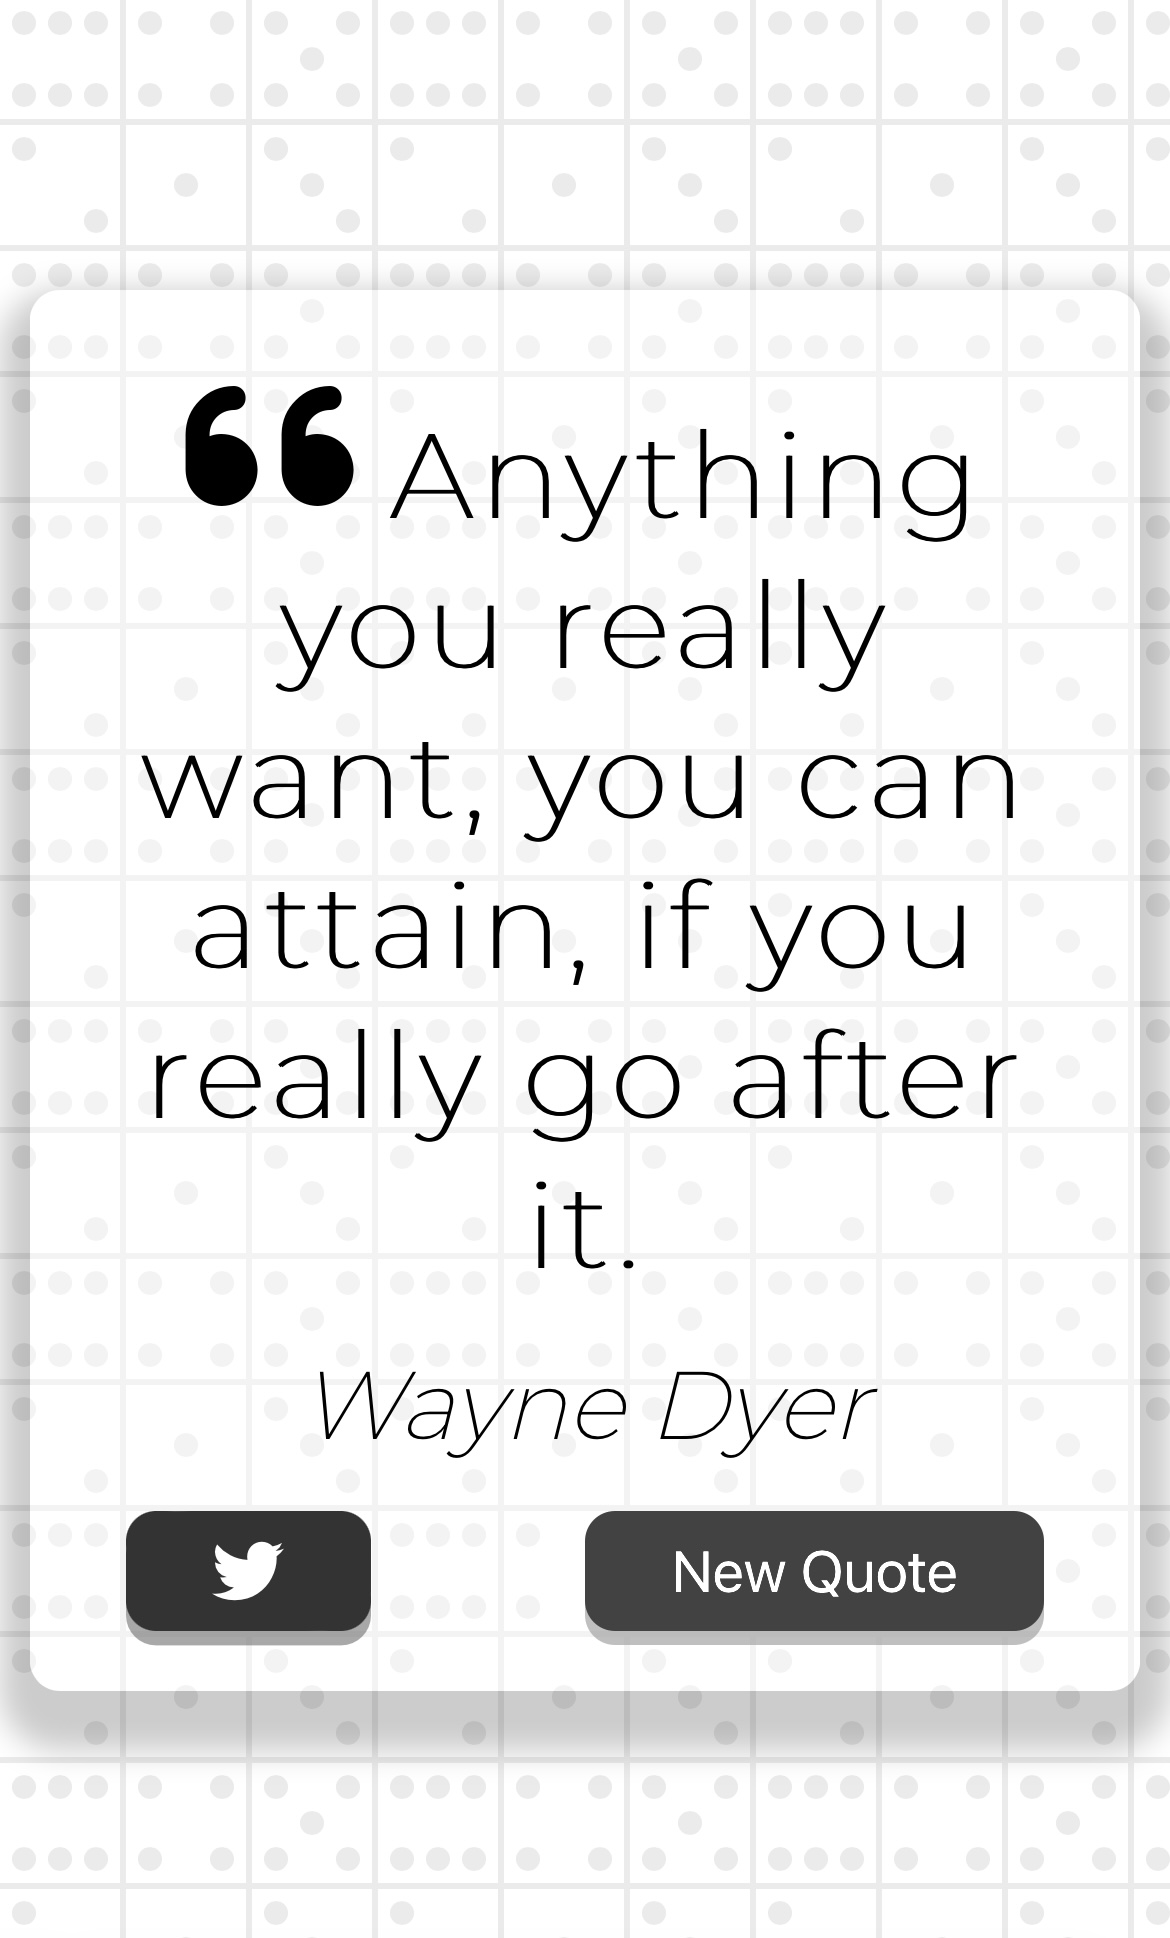 “Anything
you really
want, you can
attain, if you
really go after
it.
Wayne Dyer
New Quote